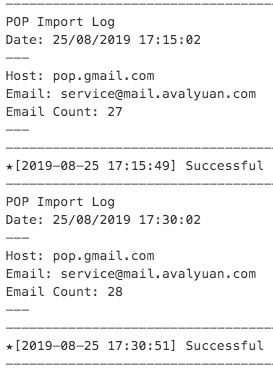 POP Import Log
Date: 25/08/2019 17:15:02
---
Host: pop.gmail.com
Email: service@mail.avalyuan.com
Email Count: 27
---
★[2019-08-25 17:15:49] Successful
POP Import Log
Date: 25/08/2019 17:30:02
---
Host: pop.gmail.com
Email: service@mail.avalyuan.com
Email Count: 28
---
★[2019-08-25 17:30:51] Successful